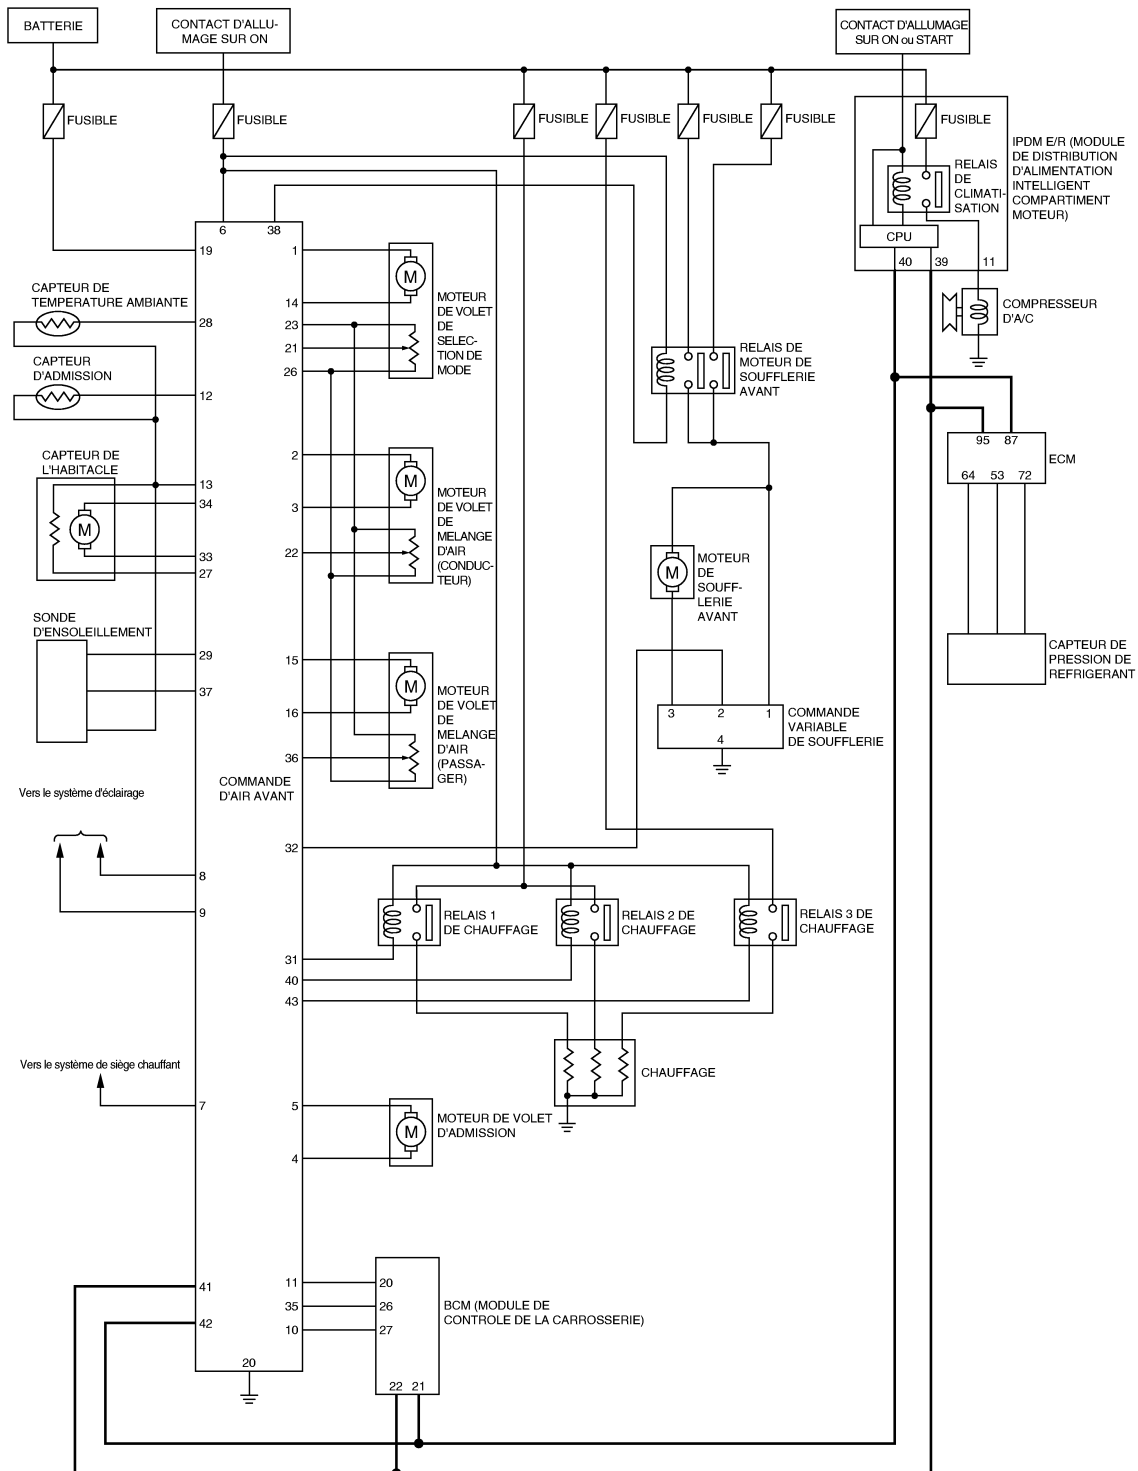 BATTERIE
CONTACT D'ALLU-
MAGE SUR ON
CONTACT D'ALLUMAGE
SUR ON ou START
FUSIBLE
FUSIBLE
FUSIBLE
FUSIBLE
FUSIBLE
FUSIBLE
FUSIBLE
IPDM E/R (MODULE
DE DISTRIBUTION
D'ALIMENTATION
INTELLIGENT
COMPARTIMENT
MOTEUR)
RELAIS
DE
CLIMATI-
SATION
CPU
40
39
11
6
38
19
1
14
23
21
26
M
MOTEUR
DE VOLET
DE
SELEC-
TION DE
MODE
CAPTEUR DE
TEMPERATURE AMBIANTE
28
CAPTEUR
D'ADMISSION
12
COMPRESSEUR
D'A/C
RELAIS DE
MOTEUR DE
SOUFFLERIE
AVANT
95
87
ECM
64
53
72
CAPTEUR DE
L'HABITACLE
M
13
34
33
27
2
3
22
M
MOTEUR
DE VOLET
DE
MELANGE
D'AIR
(CONDUC-
TEUR)
M
MOTEUR
DE
SOUFF-
LERIE
AVANT
SONDE
D'ENSOLEILLEMENT
29
37
15
16
36
M
MOTEUR
DE VOLET
DE
MELANGE
D'AIR
(PASSA-
GER)
CAPTEUR DE
PRESSION DE
REFRIGERANT
3
2
1
4
COMMANDE
VARIABLE
DE SOUFFLERIE
COMMANDE
D'AIR AVANT
Vers le système d'éclairage
32
8
9
RELAIS 1
DE CHAUFFAGE
RELAIS 2 DE
CHAUFFAGE
RELAIS 3 DE
CHAUFFAGE
31
40
43
CHAUFFAGE
Vers le système de siège chauffant
7
5
4
M
MOTEUR DE VOLET
D'ADMISSION
41
42
11
35
10
20
26
27
BCM (MODULE DE
CONTROLE DE LA CARROSSERIE)
20
22
21